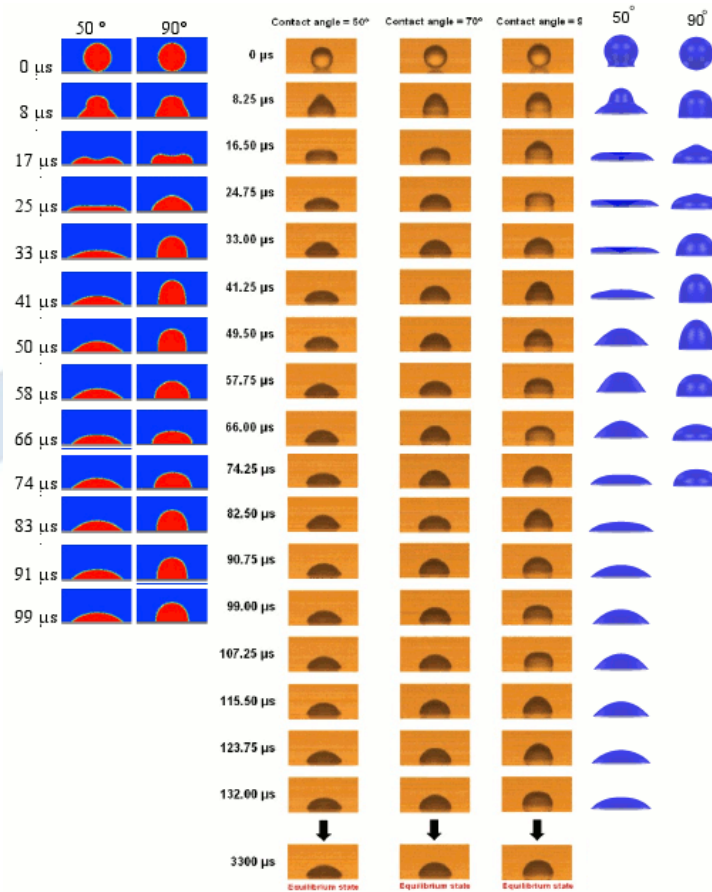 50 ° 90°
Contact angle = 50° Contact angle = 70° Contact angle = 9
50° 90°
0 µs
0 µs
8 µs
8.25 µs
17 µs
16.50 µs
25 µs
24.75 µs
33 µs
33.00 µs
41 µs
41.25 µs
50 µs
49.50 µs
58 µs
57.75 µs
66 µs
66.00 µs
74 µs
74.25 µs
83 µs
82.50 µs
91 µs
90.75 µs
99 µs
99.00 µs
107.25 µs
115.50 µs
123.75 µs
132.00 µs
3300 µs
Equilibrium state Equilibrium state Equilibrium state